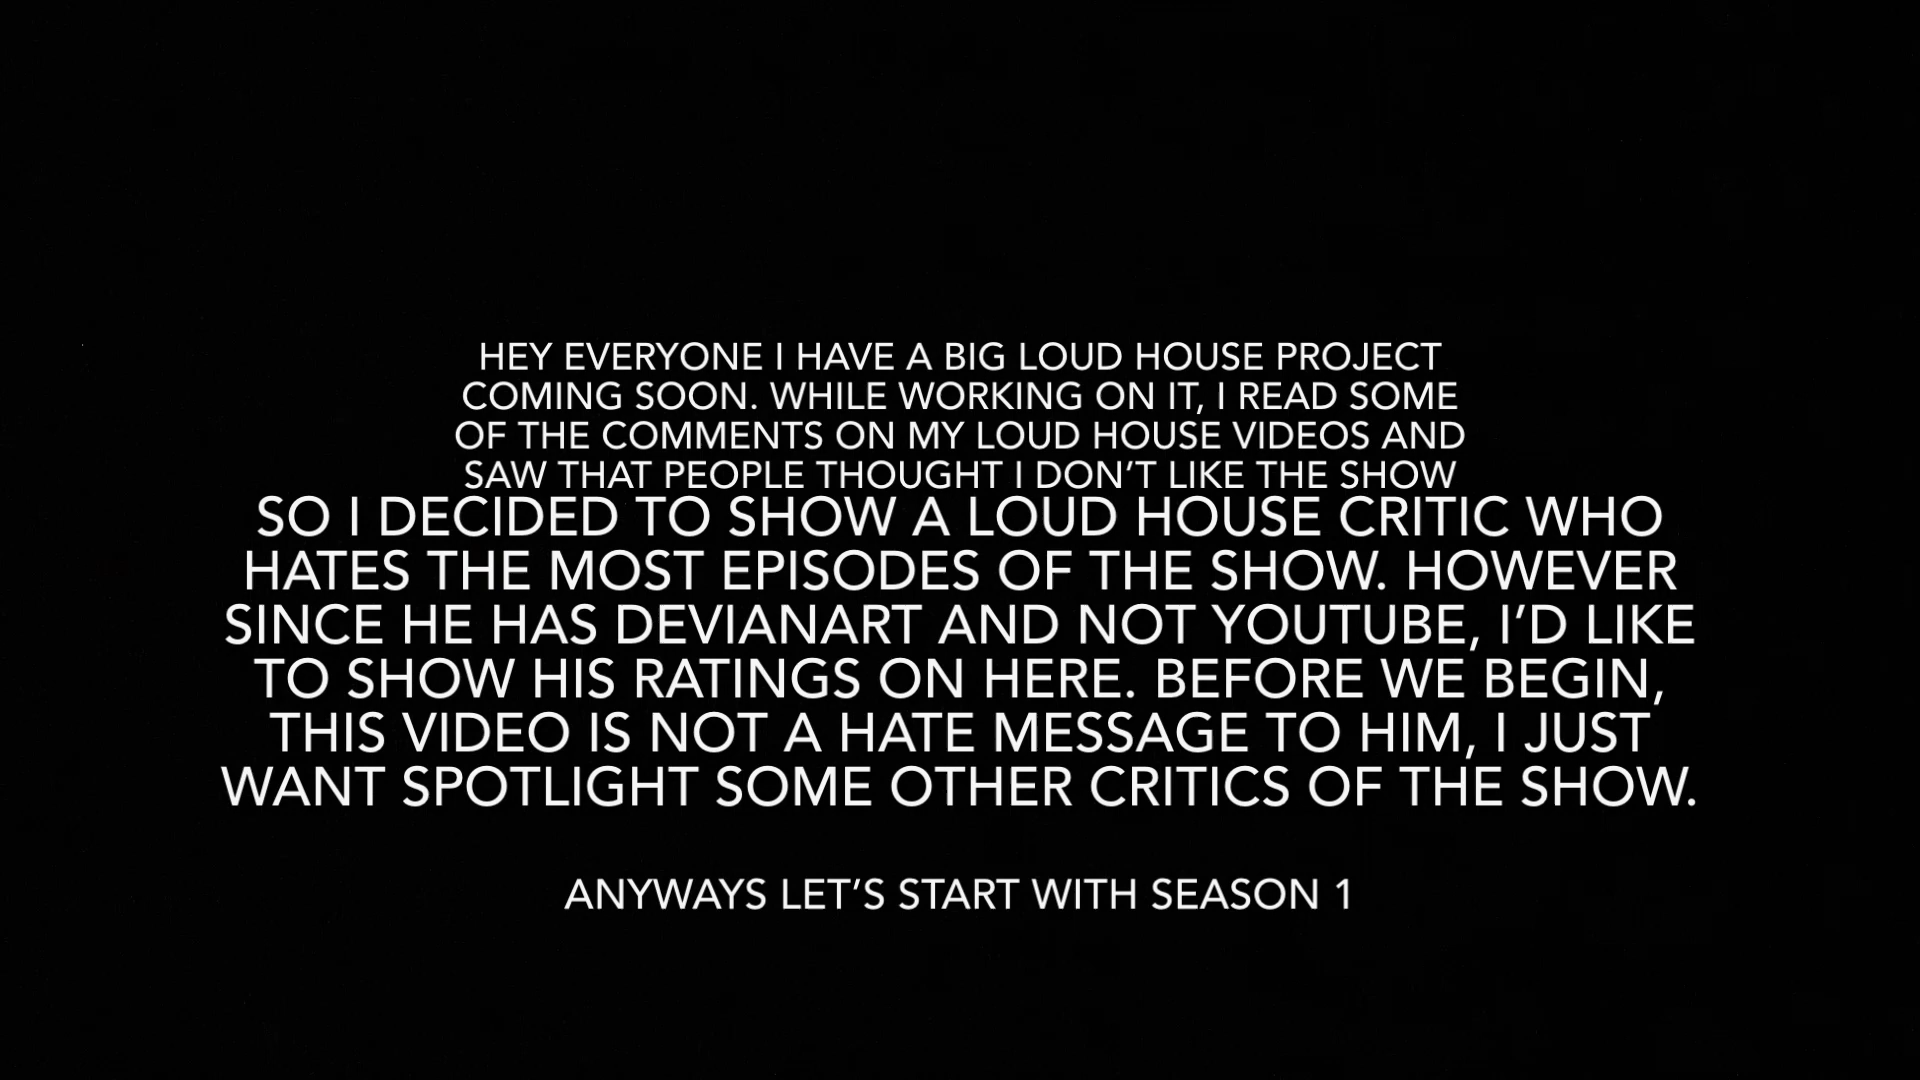 HEY EVERYONE I HAVE A BIG LOUD HOUSE PROJECT
COMING SOON. WHILE WORKING ON IT, I READ SOME
OF THE COMMENTS ON MY LOUD HOUSE VIDEOS AND
SAW THAT PEOPLE THOUGHT I DON’T LIKE THE SHOW
SO I DECIDED TO SHOW A LOUD HOUSE CRITIC WHO
HATES THE MOST EPISODES OF THE SHOW. HOWEVER
SINCE HE HAS DEVIANART AND NOT YOUTUBE, I’D LIKE
TO SHOW HIS RATINGS ON HERE. BEFORE WE BEGIN,
THIS VIDEO IS NOT A HATE MESSAGE TO HIM, I JUST
WANT SPOTLIGHT SOME OTHER CRITICS OF THE SHOW.
ANYWAYS LET’S START WITH SEASON 1